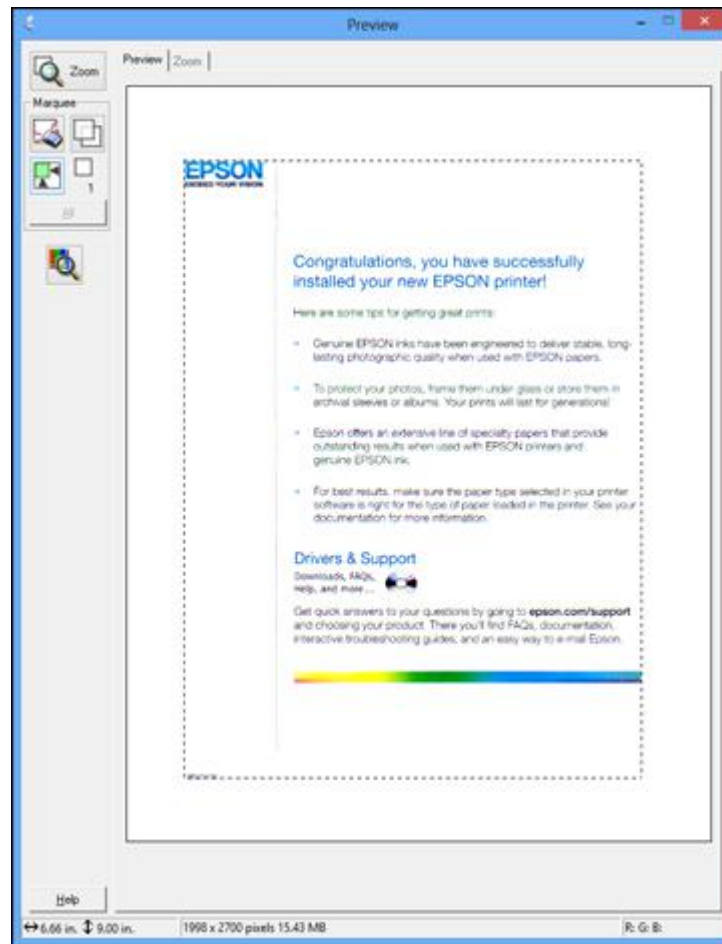 Preview
Zoom
Preview Zoom
Marquee
1
All
EPSON
EXCEED YOUR VISION
Congratulations, you have successfully
installed your new EPSON printer!
Here are some tips for getting great prints:
Genuine EPSON inks have been engineered to deliver stable, long-
lasting photographic quality when used with EPSON papers.
To protect your photos, frame them under glass or store them in
archival sleeves or albums. Your prints will last for generations!
Epson offers an extensive line of specialty papers that provide
outstanding results when used with EPSON printers and
genuine EPSON ink.
For best results, make sure the paper type selected in your printer
software is right for the type of paper loaded in the printer. See your
documentation for more information.
Drivers & Support
Downloads, FAQs,
Help, and more ...
Get quick answers to your questions by going to epson.com/support
and choosing your product. There you'll find FAQs, documentation,
interactive troubleshooting guides, and an easy way to e-mail Epson.
Help
6.66 in. 9.00 in. 1998 x 2700 pixels 15.43 MB R: G: B: